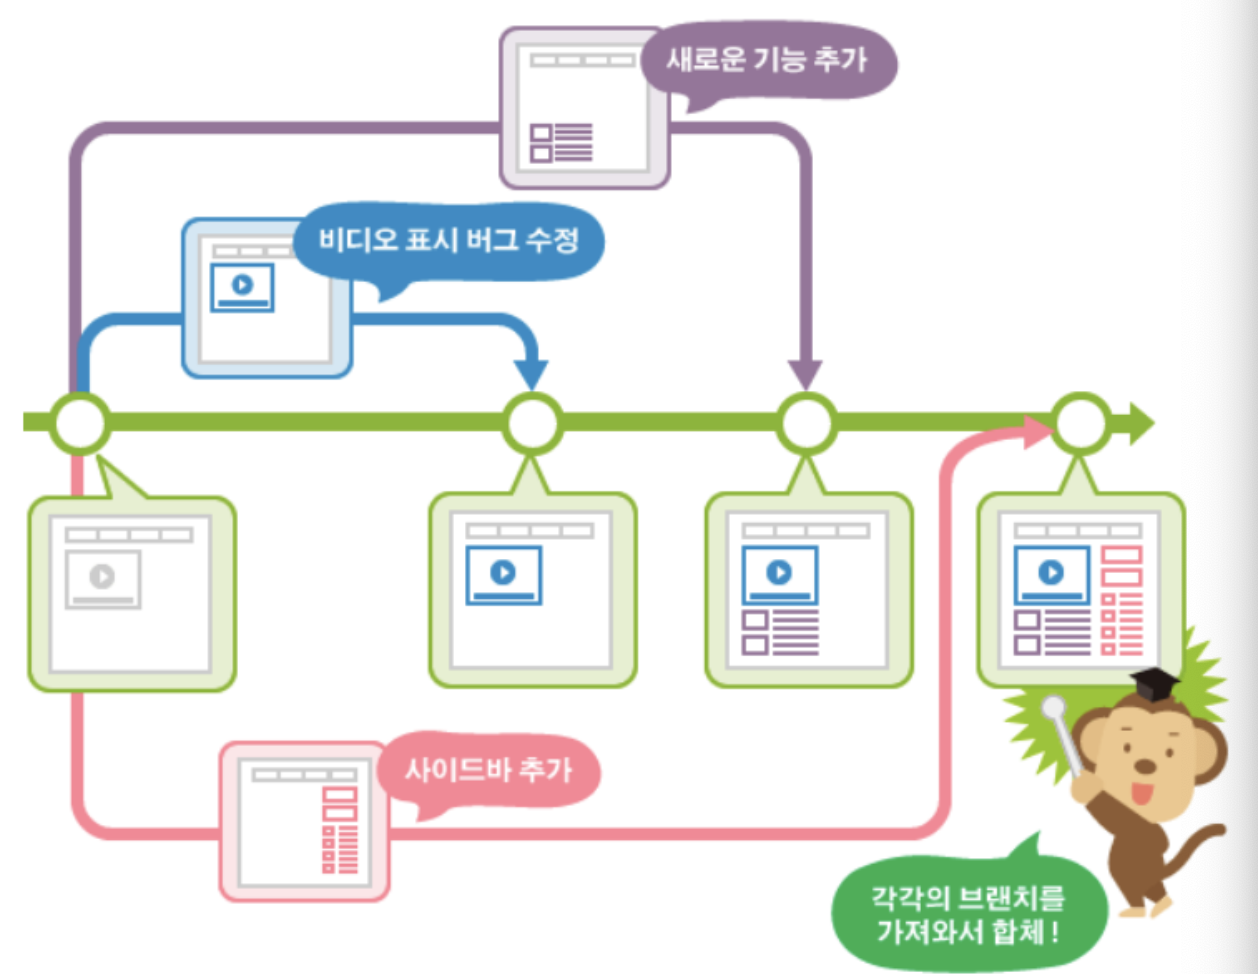 새로운 기능 추가
비디오 표시 버그 수정
사이드바 추가
각각의 브랜치를
가져와서 합체!